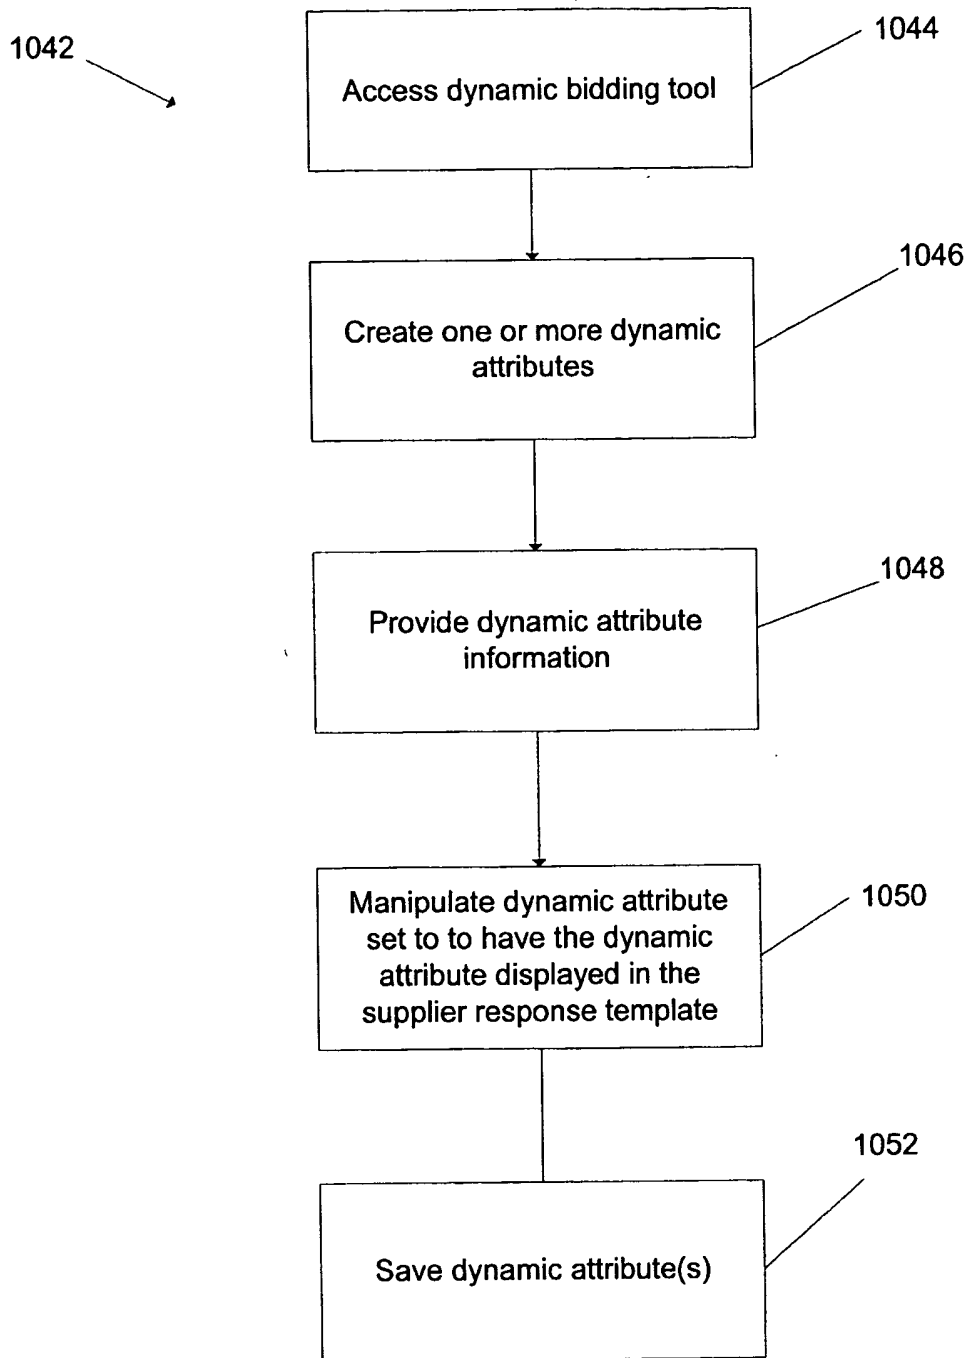 1042
1044
Access dynamic bidding tool
1046
Create one or more dynamic
attributes
1048
Provide dynamic attribute
information
1050
Manipulate dynamic attribute
set to to have the dynamic
attribute displayed in the
supplier response template
1052
Save dynamic attribute(s)